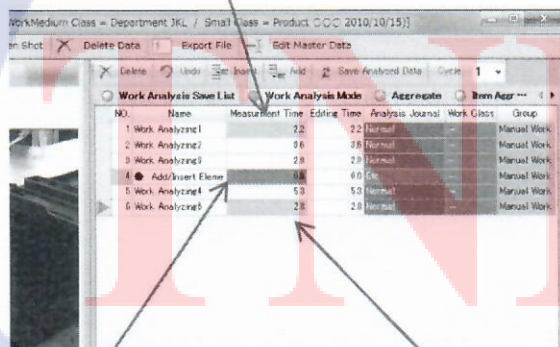 WorkMedium Class = Department JKL / Small Class = Product CCC 2010/10/15)]
en Shot Delete Data Export File Edit Master Data
Delete Undo Insert Add Save Analysed Data Cycle 1
Work Analysis Save List Work Analysis Mode Aggregate Item Aggr ...
NO. Name Measurment Time Editing Time Analysis Journal Work Class Group
1 Work Analyzing1 2.2 2.2 Normal - Manual Work
2 Work Analyzing2 3.6 3.6 Normal - Manual Work
3 Work Analyzing3 2.8 2.8 Normal - Manual Work
4 ● Add/Insert Eleme 0.0 - Manual Work
5 Work Analyzing4 5.3 5.3 Normal - Manual Work
6 Work Analyzing5 2.8 2.8 Normal - Manual Work
TN